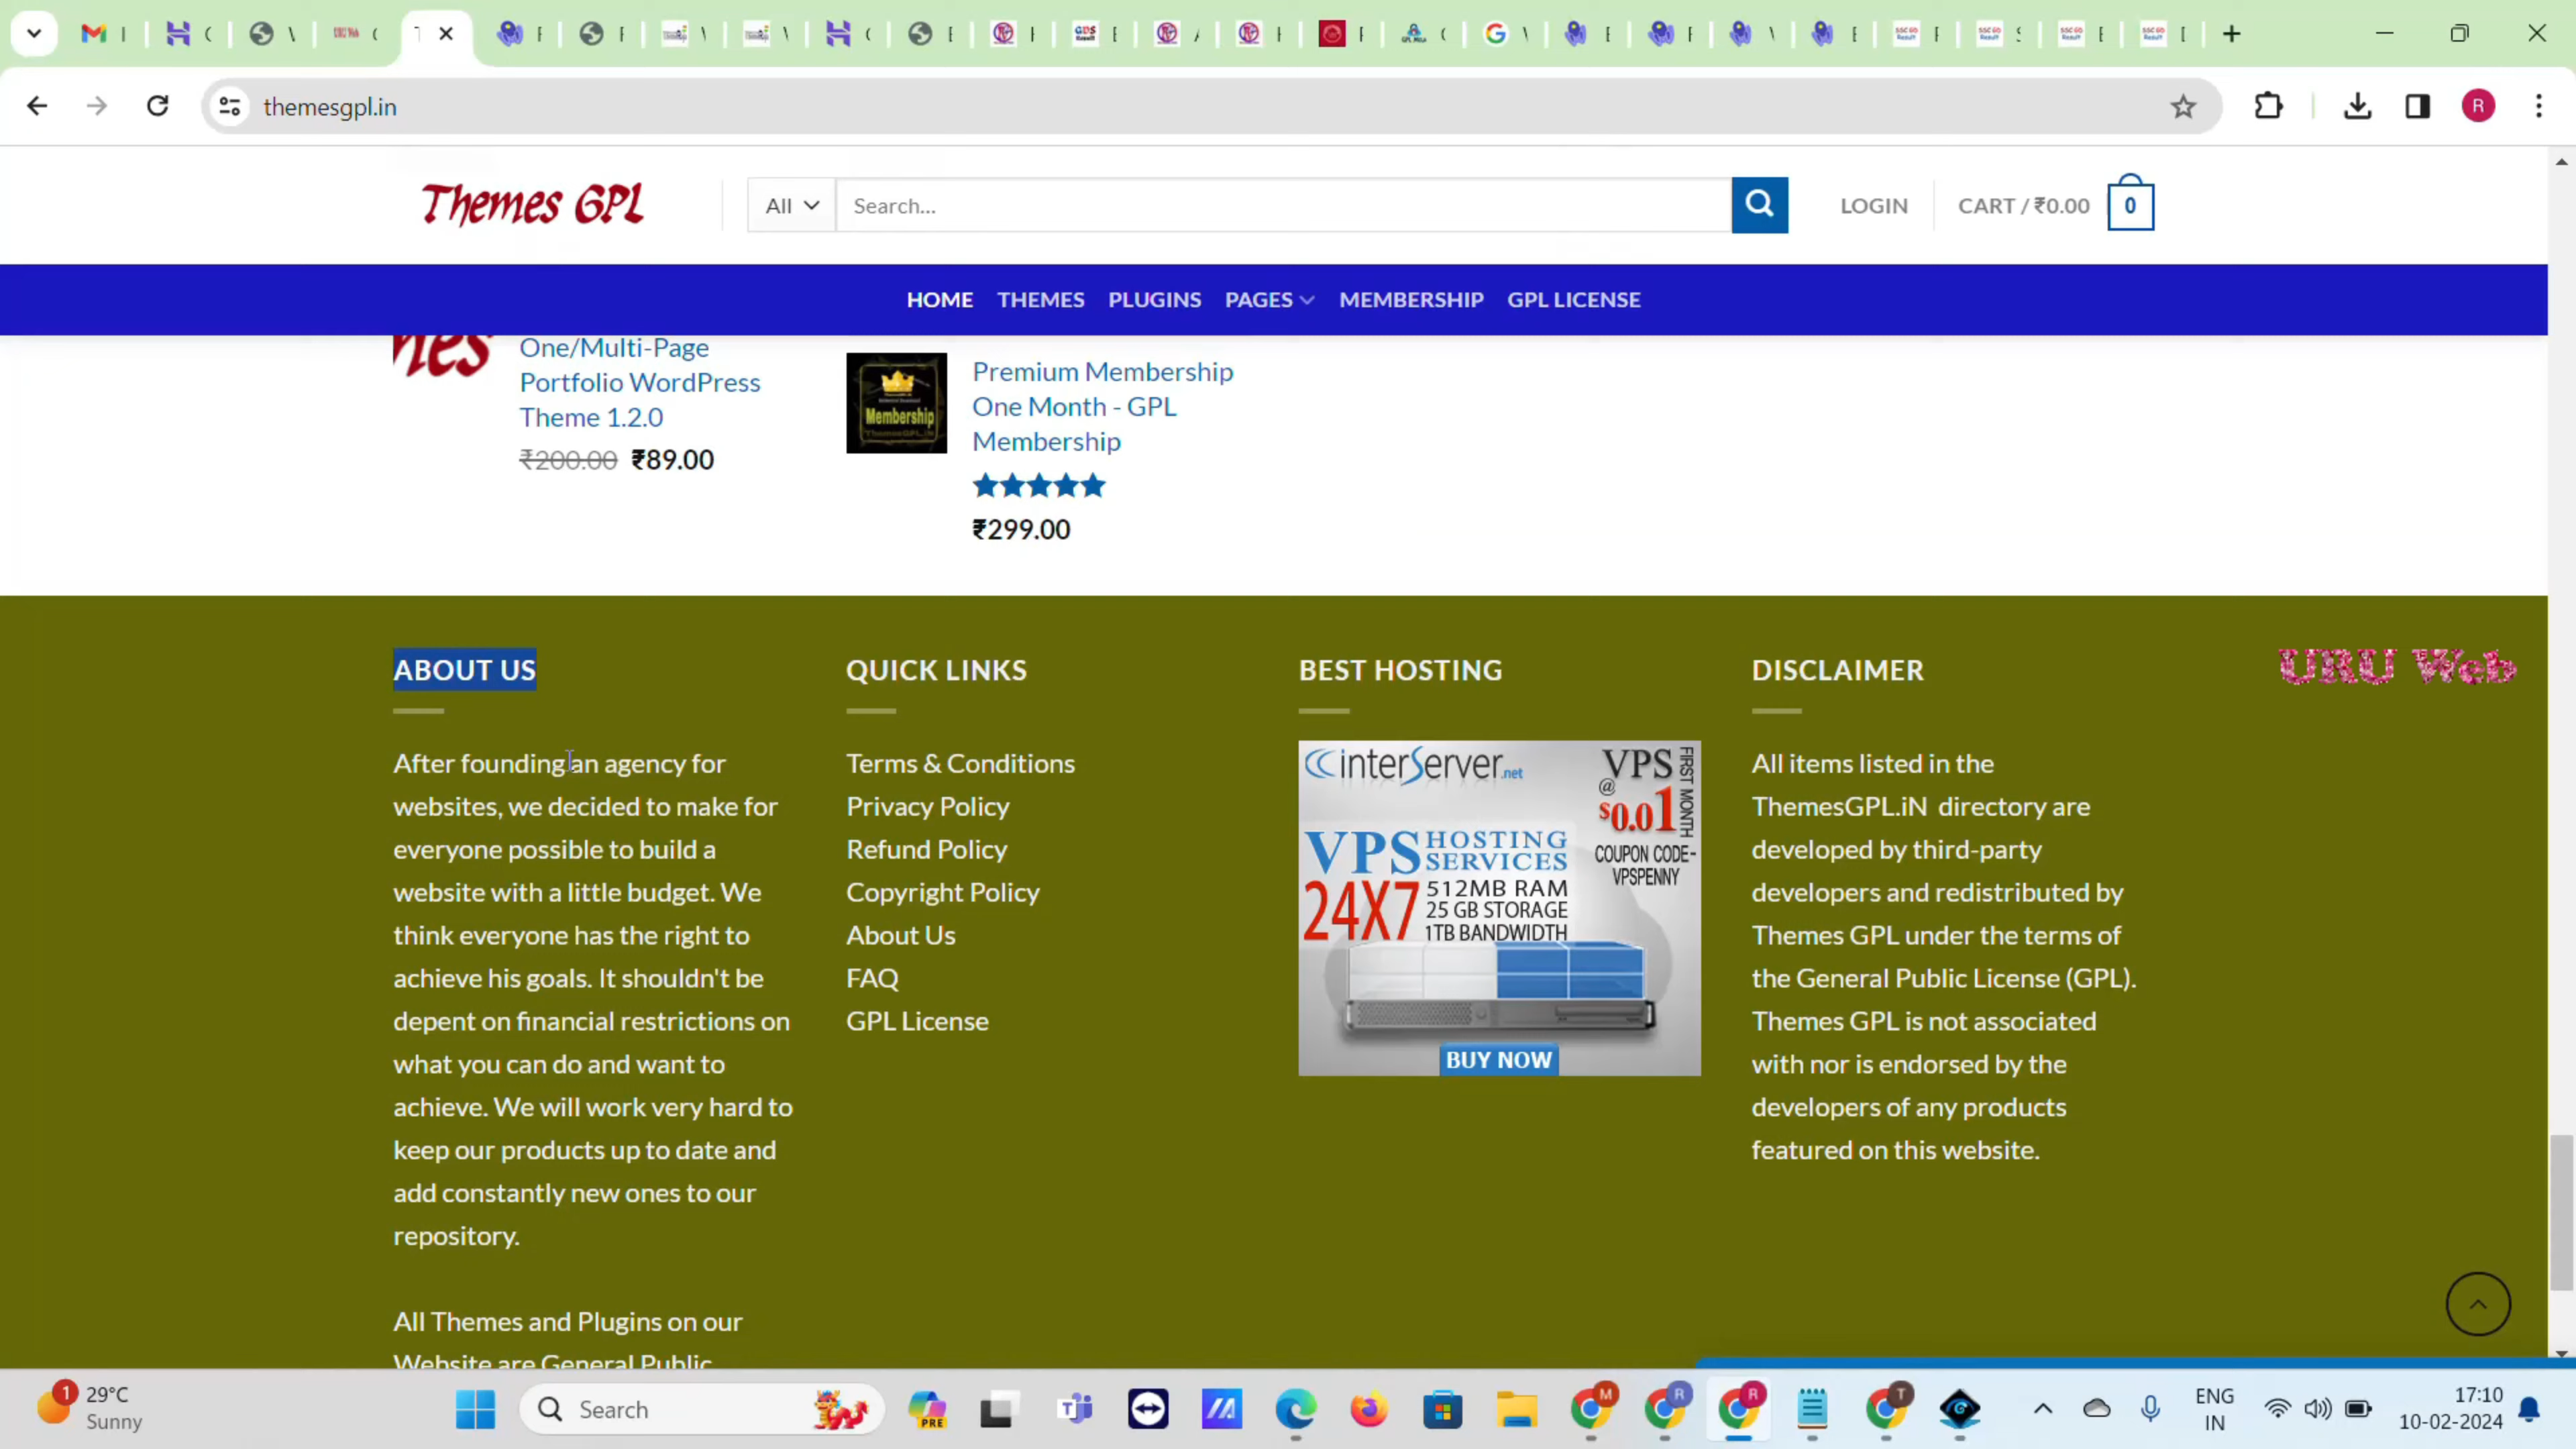 themesgpl.in
R
Themes GPL
All
Search...
LOGIN
CART / ₹0.00
0
HOME THEMES PLUGINS PAGES MEMBERSHIP GPL LICENSE
One/Multi-Page
Portfolio WordPress
Theme 1.2.0
₹200.00 ₹89.00
Membership
Premium Membership
One Month - GPL
Membership
₹299.00
ABOUT US
After founding an agency for
websites, we decided to make for
everyone possible to build a
website with a little budget. We
think everyone has the right to
achieve his goals. It shouldn't be
depent on financial restrictions on
what you can do and want to
achieve. We will work very hard to
keep our products up to date and
add constantly new ones to our
repository.
All Themes and Plugins on our
Website are General Public
QUICK LINKS
Terms & Conditions
Privacy Policy
Refund Policy
Copyright Policy
About Us
FAQ
GPL License
BEST HOSTING
interServer.net
VPS
@
$0.01
FIRST MONTH
COUPON CODE-
VPSPENNY
VPS HOSTING SERVICES
24X7
512MB RAM
25 GB STORAGE
1TB BANDWIDTH
BUY NOW
DISCLAIMER
All items listed in the
ThemesGPL.iN directory are
developed by third-party
developers and redistributed by
Themes GPL under the terms of
the General Public License (GPL).
Themes GPL is not associated
with nor is endorsed by the
developers of any products
featured on this website.
URU Web
1
29°C
Sunny
Search
PRE
M
R
R
T
ENG
IN
17:10
10-02-2024